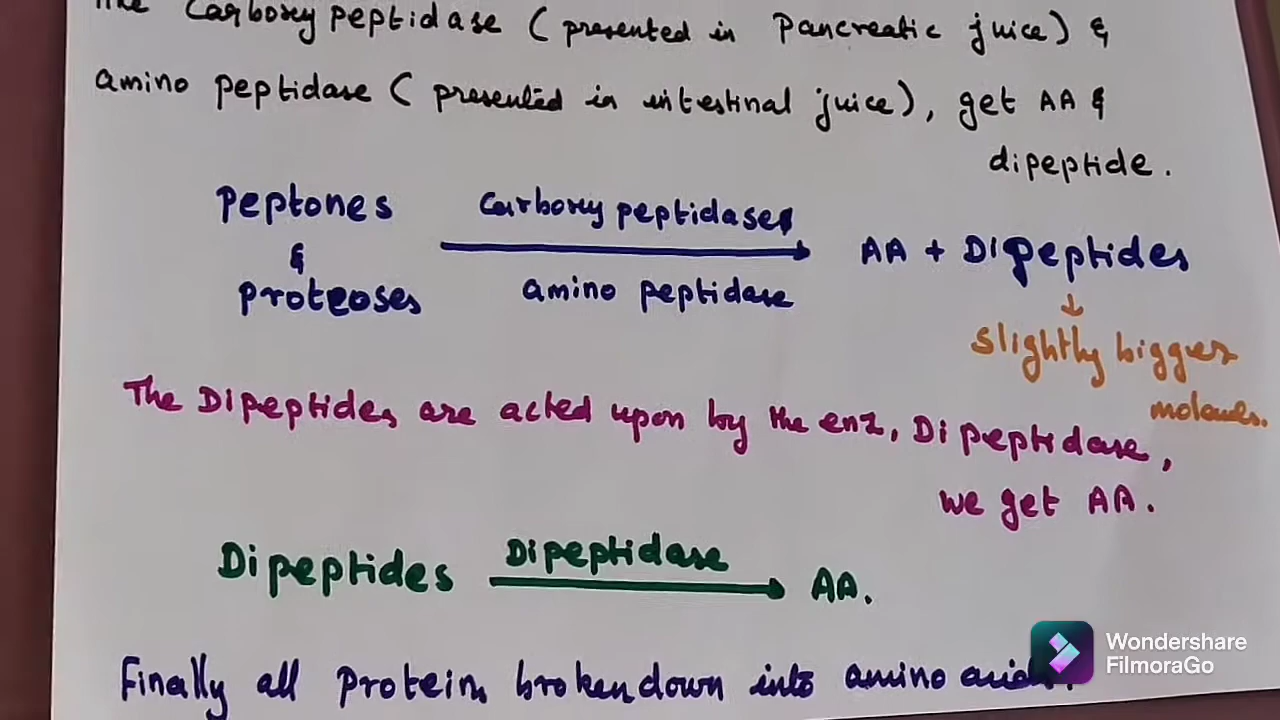 The Carboxy peptidase (presented in Pancreatic juice) &
amino peptidase ( presented in intestinal juice), get AA &
dipeptide.
Peptones
&
proteoses
Carboxy peptidases
amino peptidase
AA + Dipeptides
↓
slightly bigger
molecules.
The Dipeptides are acted upon by the enz, Dipeptidase,
we get AA.
Dipeptides
Dipeptidase
AA.
Finally all protein brokendown into amino acids.
Wondershare
FilmoraGo